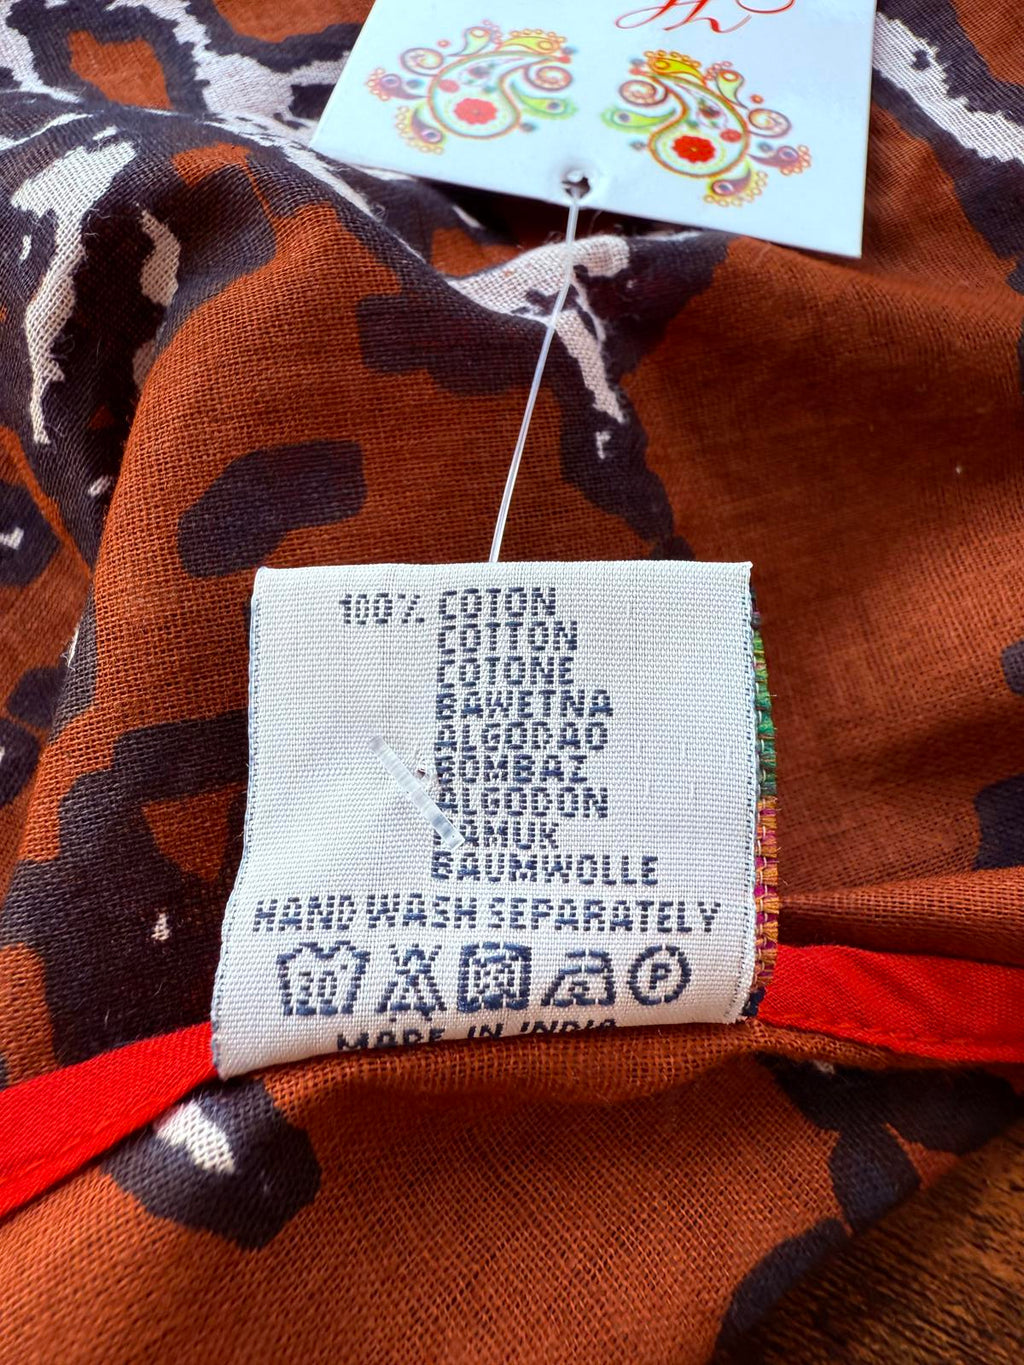 100% COTON
COTTON
COTONE
BAWETNA
ALGODAO
BOMBAZ
ALGODON
PAMUK
BAUMWOLLE
HAND WASH SEPARATELY
P
MADE IN INDIA